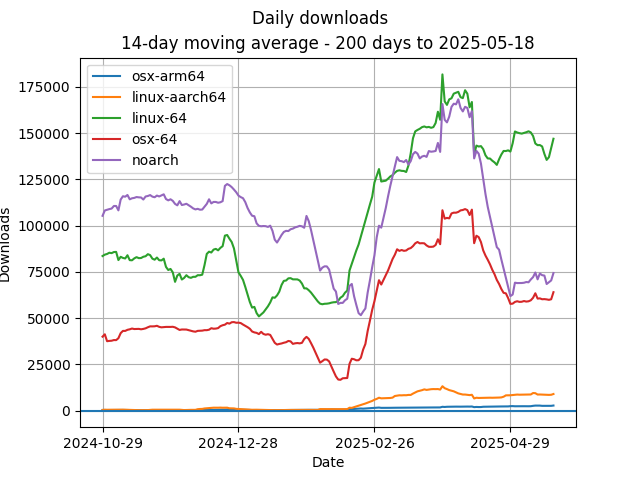 Daily downloads
14-day moving average - 200 days to 2025-05-18
osx-arm64
linux-aarch64
linux-64
osx-64
noarch
175000
150000
125000
100000
75000
50000
25000
0
Downloads
2024-10-29 2024-12-28 2025-02-26 2025-04-29
Date